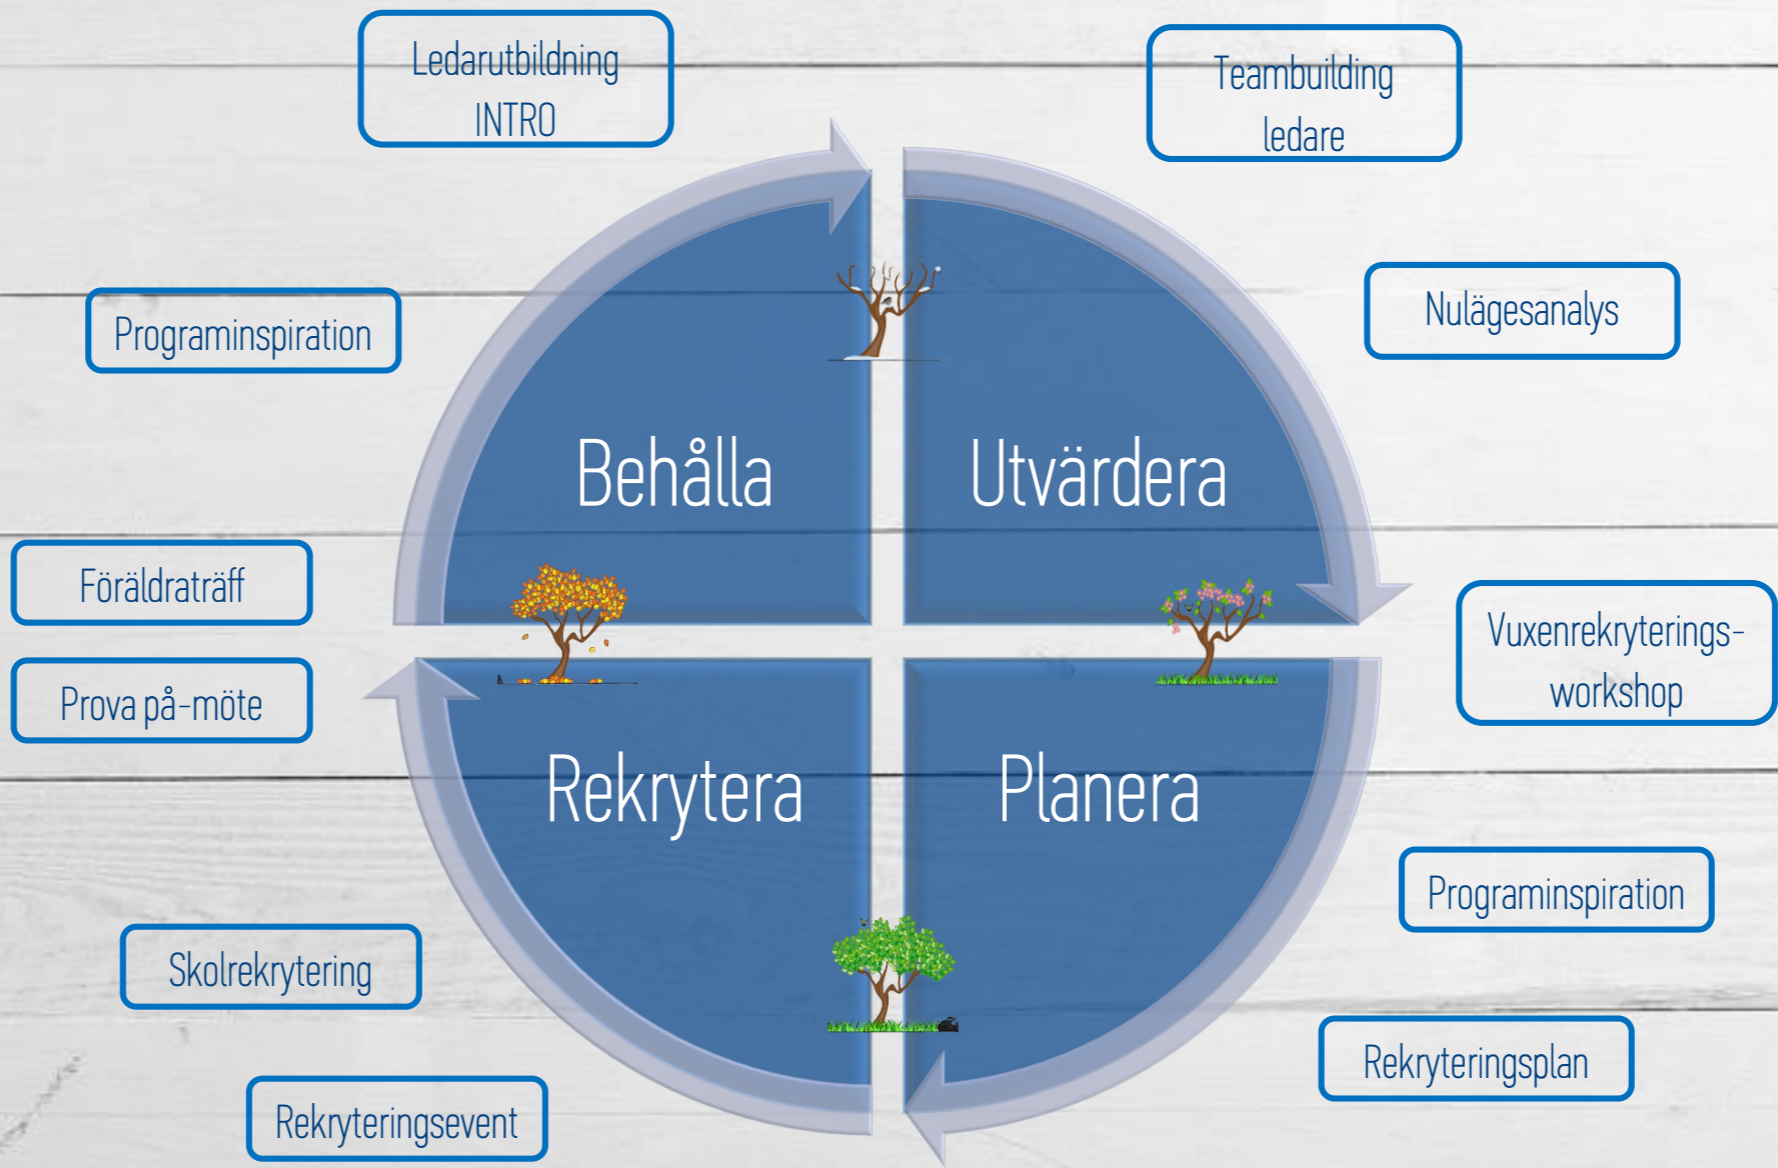 Ledarutbildning
INTRO
Teambuilding
ledare
Programinspiration
Nulägesanalys
Behålla
Utvärdera
Föräldraträff
Prova på-möte
Vuxenrekryterings-
workshop
Rekrytera
Planera
Programinspiration
Skolrekrytering
Rekryteringsplan
Rekryteringsevent